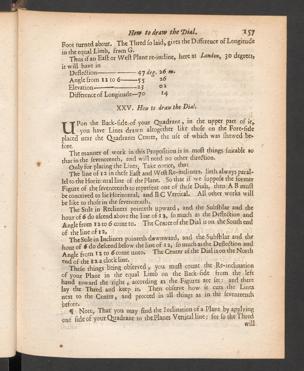 How to draw the Dial. 157
Foot turned about. The Thred so laid, gives the Difference of Longitude
in the equal Limb, from G.
Thus if an East or West Plane re-incline, here at London, 30 degrees,
it will have in
Deflection 47 deg. 26 m.
Angle from 12 to 6 55 26
Elevation 23 02
Difference of Longitude 70 14
XXV. How to draw the Dial.
Upon the Back-side of your Quadrant, in the upper part of it,
you have Lines drawn altogether like those on the Fore-side
placed near the Quadrants Center, the use of which was shewed be-
fore.
The manner of work in this Proposition is in most things suitable to
that in the seventeenth, and will need no other direction.
Only for placing the Lines, Take notice, that
The line of 12 in these East and West Re-incliners, lieth always paral-
lel to the Horizontal line of the Plane. So that if we suppose the former
Figure of the seventeenth to represent one of these Dials, then A B must
be conceived to lie Horizontal, and B C Vertical. All other works will
be like to those in the seventeenth.
The Stile in Recliners pointeth upward, and the Substilar and the
hour of 6 do ascend above the line of 12, so much as the Deflection and
Angle from 12 to 6 come to. The Center of the Dial is on the South end
of the line of 12,
The Stile in Incliners pointeth downward, and the Substilar and the
hour of 6 do descend below the line of 12, so much as the Deflection and
Angle from 12 to 6 come unto. The Center of the Dial is on the North
end of the 12 a clock line.
These things being observed, you must count the Re-inclination
of your Plane in the equal Limb on the Back-side from the left
hand toward the right, according as the Figures are set: and there
lay the Thred and keep it. Then observe how it cuts the Lines
next to the Center, and proceed in all things as in the seventeenth
before.
¶ Note, That you may find the Inclination of a Plane by applying
one side of your Quadrant to the Planes Vertical line; for so the Thred
will